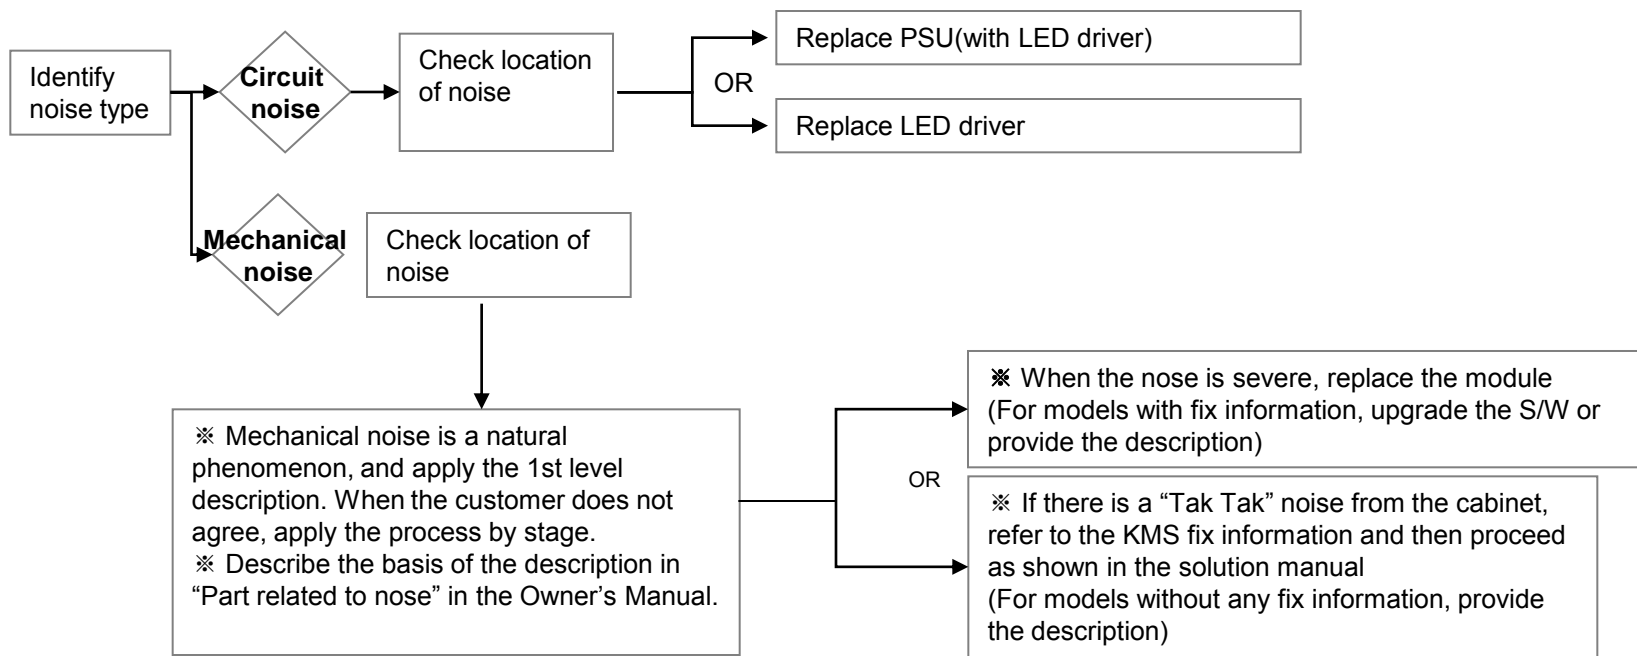 Identify
noise type
Circuit
noise
Check location
of noise
Replace PSU(with LED driver)
OR
Replace LED driver
Mechanical
noise
Check location of
noise
※ Mechanical noise is a natural
phenomenon, and apply the 1st level
description. When the customer does not
agree, apply the process by stage.
※ Describe the basis of the description in
“Part related to nose” in the Owner’s Manual.
※ When the nose is severe, replace the module
(For models with fix information, upgrade the S/W or
provide the description)
OR
※ If there is a “Tak Tak” noise from the cabinet,
refer to the KMS fix information and then proceed
as shown in the solution manual
(For models without any fix information, provide
the description)